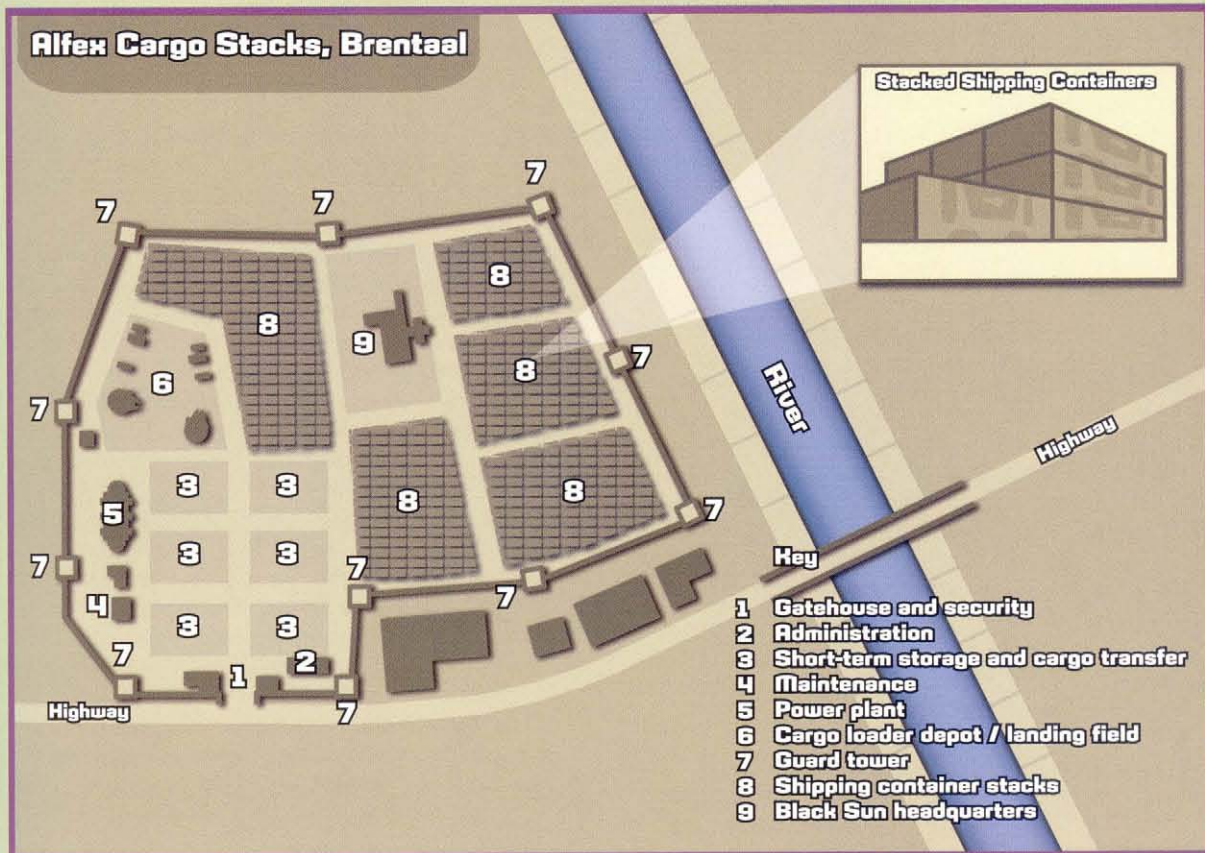 Alfex Cargo Stacks, Brentaal
Stacked Shipping Containers
7
7
7
8
8
9
7
8
6
7
River
Highway
3
3
8
8
5
7
3
3
7
7
7
4
3
3
7
2
1
7
Highway
Key
1 Gatehouse and security
2 Administration
3 Short-term storage and cargo transfer
4 Maintenance
5 Power plant
6 Cargo loader depot / landing field
7 Guard tower
8 Shipping container stacks
9 Black Sun headquarters